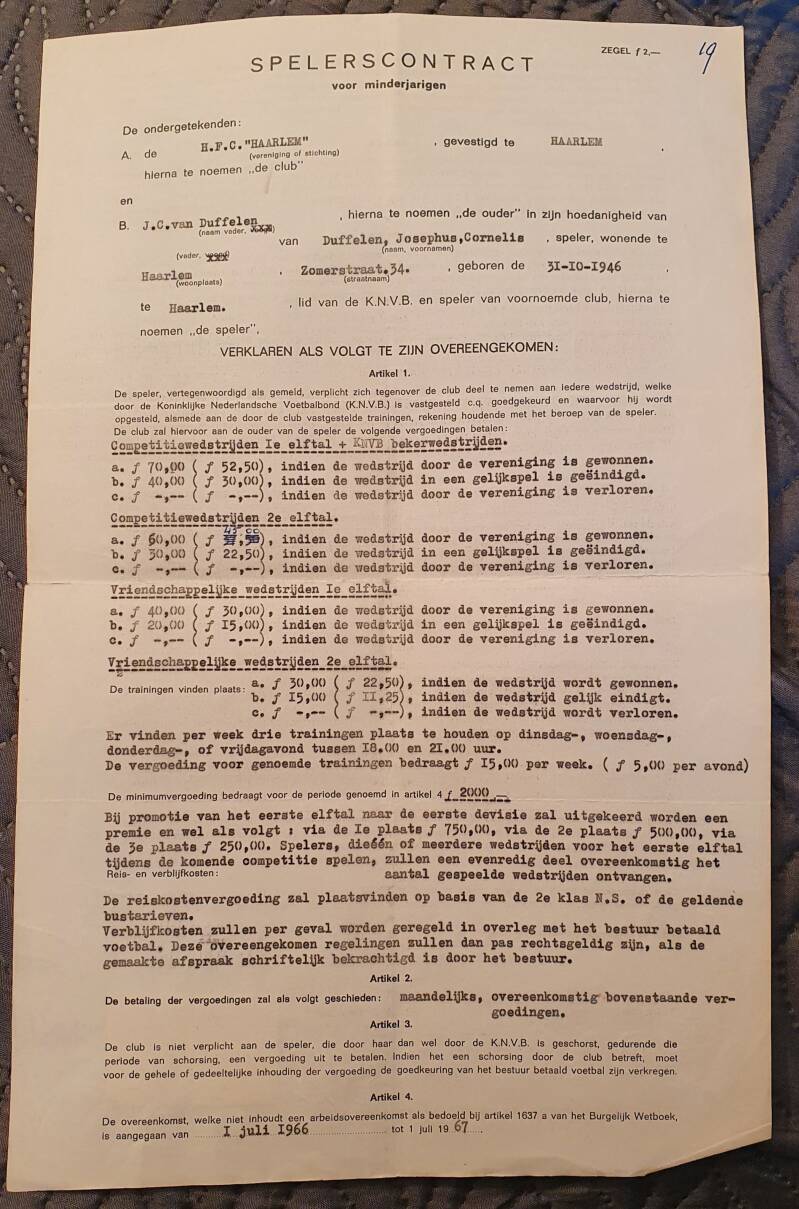 ZEGEL ƒ 2,—
19
SPELERSCONTRACT
voor minderjarigen
De ondergetekenden:
A. de H.F.C."HAARLEM" , gevestigd te HAARLEM .
(vereniging of stichting)
hierna te noemen „de club"
en
B. J.C.van Duffelen , hierna te noemen „de ouder" in zijn hoedanigheid van
(naam vader, xxxx)
van Duffelen, Josephus,Cornelis , speler, wonende te
(vader, xxxx) (naam, voornamen)
Haarlem , Zomerstraat.34. , geboren de 31-10-1946 ,
(woonplaats) (straatnaam)
te Haarlem. , lid van de K.N.V.B. en speler van voornoemde club, hierna te
noemen „de speler",
VERKLAREN ALS VOLGT TE ZIJN OVEREENGEKOMEN:
Artikel 1.
De speler, vertegenwoordigd als gemeld, verplicht zich tegenover de club deel te nemen aan iedere wedstrijd, welke
door de Koninklijke Nederlandsche Voetbalbond (K.N.V.B.) is vastgesteld c.q. goedgekeurd en waarvoor hij wordt
opgesteld, alsmede aan de door de club vastgestelde trainingen, rekening houdende met het beroep van de speler.
De club zal hiervoor aan de ouder van de speler de volgende vergoedingen betalen:
Competitiewedstrijden Ie elftal + KNVB bekerwedstrijden.
a. ƒ 70,00 ( ƒ 52,50), indien de wedstrijd door de vereniging is gewonnen.
b. ƒ 40,00 ( ƒ 30,00), indien de wedstrijd in een gelijkspel is geëindigd.
c. ƒ -,-- ( ƒ -,--), indien de wedstrijd door de vereniging is verloren.
Competitiewedstrijden 2e elftal.
a. ƒ 60,00 ( ƒ 45,00), indien de wedstrijd door de vereniging is gewonnen.
b. ƒ 30,00 ( ƒ 22,50), indien de wedstrijd in een gelijkspel is geëindigd.
c. ƒ -,-- ( ƒ -,--), indien de wedstrijd door de vereniging is verloren.
Vriendschappelijke wedstrijden Ie elftal.
a. ƒ 40,00 ( ƒ 30,00), indien de wedstrijd door de vereniging is gewonnen.
b. ƒ 20,00 ( ƒ 15,00), indien de wedstrijd in een gelijkspel is geëindigd.
c. ƒ -,-- ( ƒ -,--), indien de wedstrijd door de vereniging is verloren.
Vriendschappelijke wedstrijden 2e elftal.
a. ƒ 30,00 ( ƒ 22,50), indien de wedstrijd wordt gewonnen.
De trainingen vinden plaats: b. ƒ 15,00 ( ƒ II,25), indien de wedstrijd gelijk eindigt.
c. ƒ -,-- ( ƒ -,--), indien de wedstrijd wordt verloren.
Er vinden per week drie trainingen plaats te houden op dinsdag-, woensdag-,
donderdag-, of vrijdagavond tussen I8.00 en 2I.00 uur.
De vergoeding voor genoemde trainingen bedraagt ƒ I5,00 per week. ( ƒ 5,00 per avond)
De minimumvergoeding bedraagt voor de periode genoemd in artikel 4 ƒ 2000 —
Bij promotie van het eerste elftal naar de eerste devisie zal uitgekeerd worden een
premie en wel als volgt : via de Ie plaats ƒ 750,00, via de 2e plaats ƒ 500,00, via
de 3e plaats ƒ 250,00. Spelers, dieéén of meerdere wedstrijden voor het eerste elftal
tijdens de komende competitie spelen, zullen een evenredig deel overeenkomstig het
Reis- en verblijfkosten: aantal gespeelde wedstrijden ontvangen.
De reiskostenvergoeding zal plaatsvinden op basis van de 2e klas N.S. of de geldende
bustarieven.
Verblijfkosten zullen per geval worden geregeld in overleg met het bestuur betaald
voetbal. Deze overeengekomen regelingen zullen dan pas rechtsgeldig zijn, als de
gemaakte afspraak schriftelijk bekrachtigd is door het bestuur.
Artikel 2.
De betaling der vergoedingen zal als volgt geschieden: maandelijks, overeenkomstig bovenstaande ver-
goedingen.
Artikel 3.
De club is niet verplicht aan de speler, die door haar dan wel door de K.N.V.B. is geschorst, gedurende die
periode van schorsing, een vergoeding uit te betalen. Indien het een schorsing door de club betreft, moet
voor de gehele of gedeeltelijke inhouding der vergoeding de goedkeuring van het bestuur betaald voetbal zijn verkregen.
Artikel 4.
De overeenkomst, welke niet inhoudt een arbeidsovereenkomst als bedoeld bij artikel 1637 a van het Burgelijk Wetboek,
is aangegaan van I juli I966 tot 1 juli 19 67